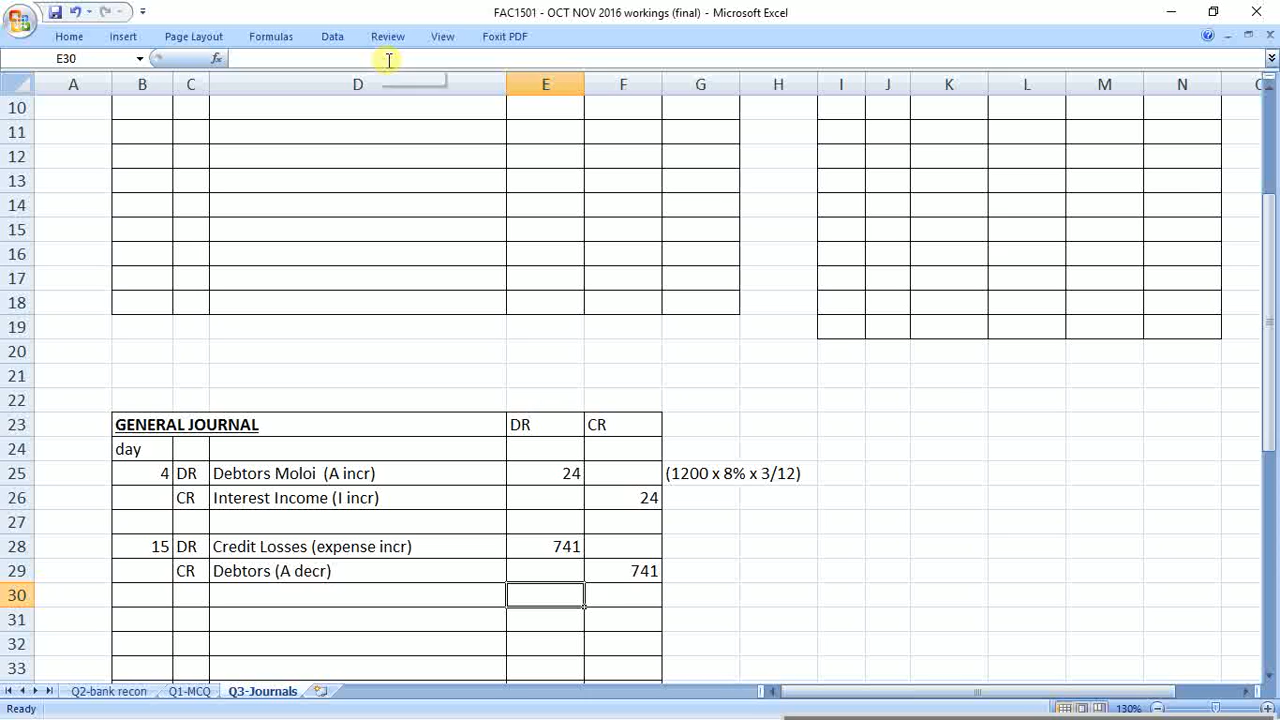 FAC1501 - OCT NOV 2016 workings (final) - Microsoft Excel
Home Insert Page Layout Formulas Data Review View Foxit PDF
E30 fx
A B C D E F G H I J K L M N
10
11
12
13
14
15
16
17
18
19
20
21
22
23 GENERAL JOURNAL DR CR
24 day
25 4 DR Debtors Moloi (A incr) 24 (1200 x 8% x 3/12)
26 CR Interest Income (I incr) 24
27
28 15 DR Credit Losses (expense incr) 741
29 CR Debtors (A decr) 741
30
31
32
33
Q2-bank recon Q1-MCQ Q3-Journals
Ready 130%